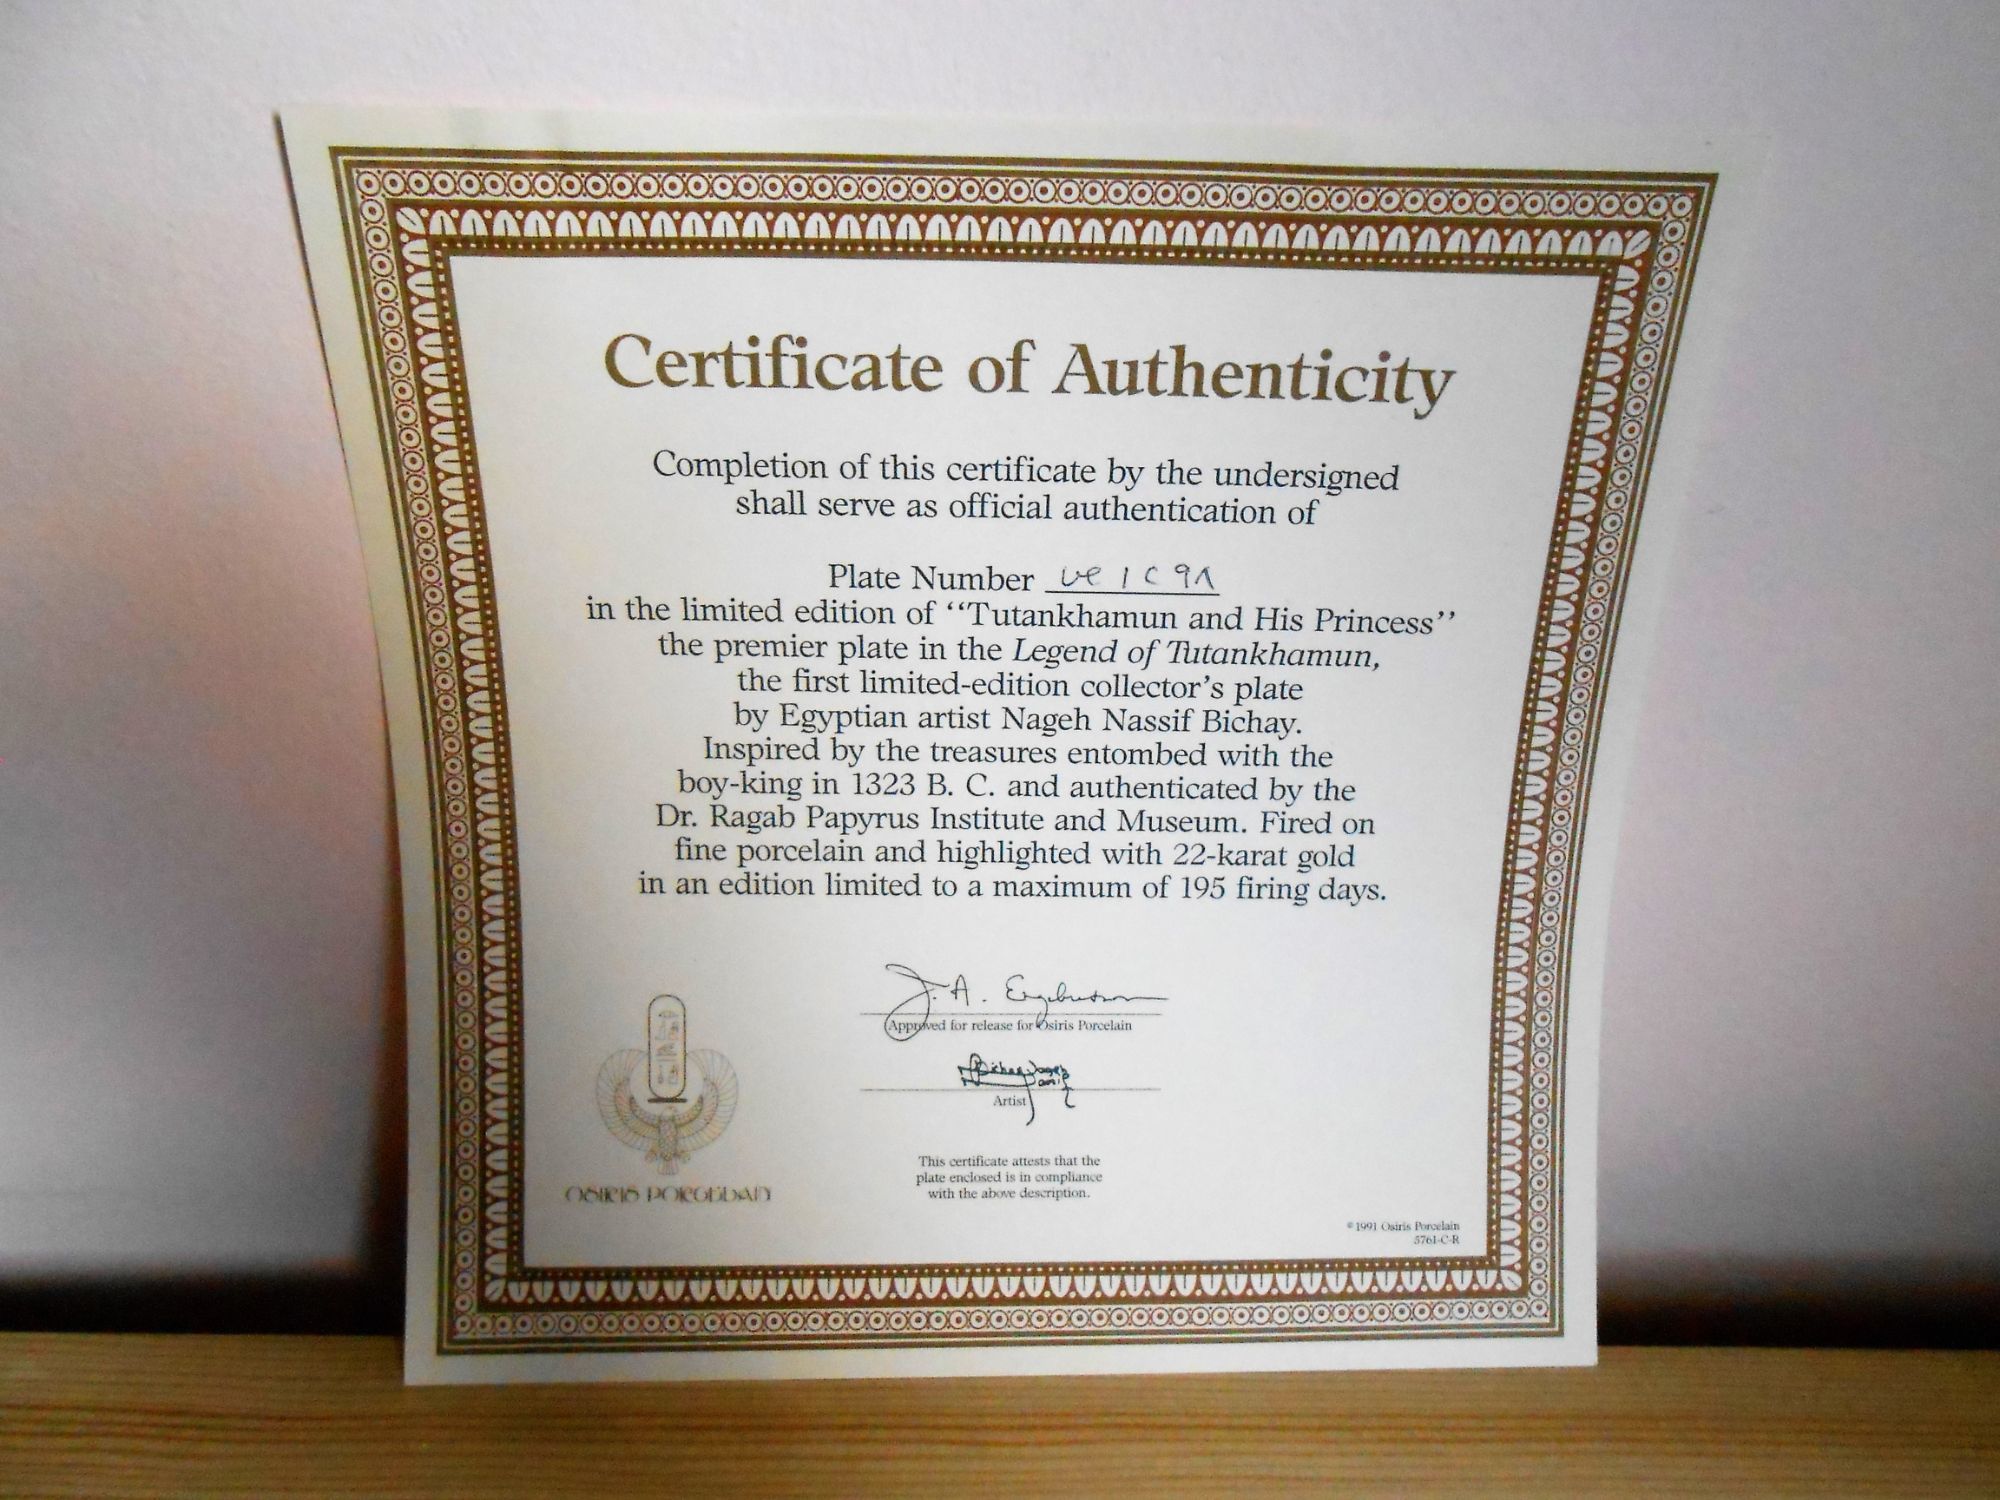 Certificate of Authenticity
Completion of this certificate by the undersigned
shall serve as official authentication of
Plate Number
in the limited edition of “Tutankhamun and His Princess”
the premier plate in the Legend of Tutankhamun,
the first limited-edition collector's plate
by Egyptian artist Nageh Nassif Bichay.
Inspired by the treasures entombed with the
boy-king in 1323 B. C. and authenticated by the
Dr. Ragab Papyrus Institute and Museum. Fired on
fine porcelain and highlighted with 22-karat gold
in an edition limited to a maximum of 195 firing days.
J. A.
Approved for release for Osiris Porcelain
Artist
This certificate attests that the
plate enclosed is in compliance
with the above description.
OSIRIS PORCELAIN
© 1991 Osiris Porcelain
5761-C-R